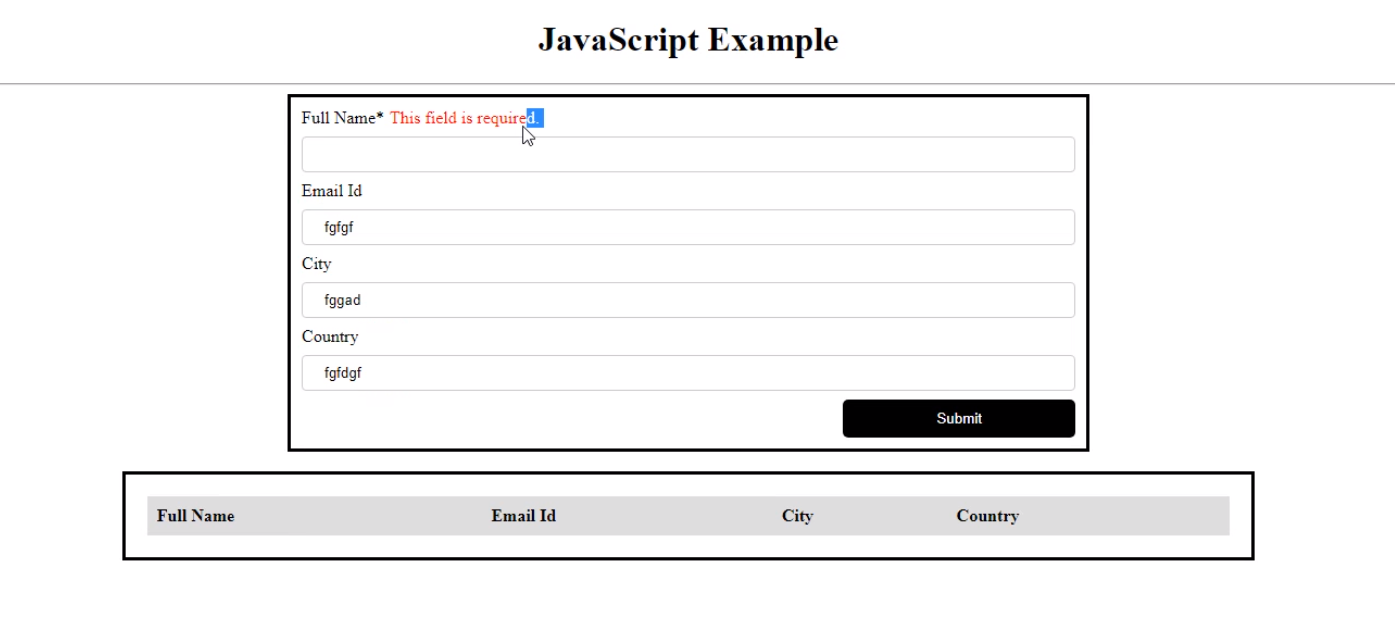 JavaScript Example
Full Name* This field is required.
Email Id
fgfgf
City
fggad
Country
fgfdgf
Submit
Full Name Email Id City Country